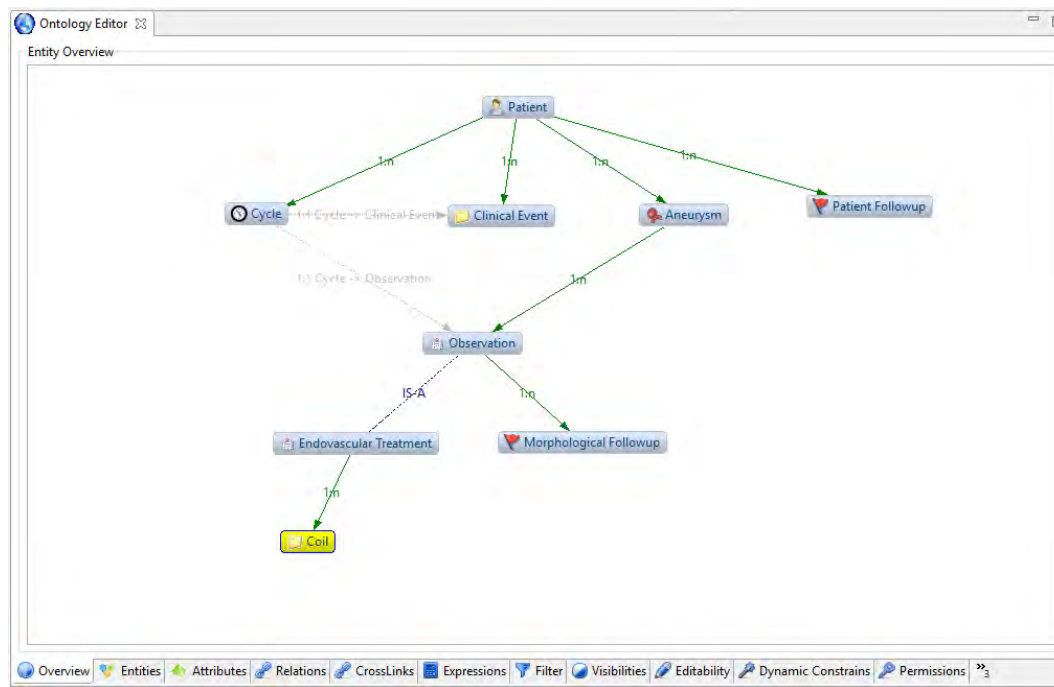 Ontology Editor
Entity Overview
Patient
1:n
1:n
1:n
1:n
Cycle
1:1 Cycle -> Clinical Event
Clinical Event
Aneurysm
Patient Followup
1:1 Cycle -> Observation
1:n
Observation
IS-A
1:n
Endovascular Treatment
Morphological Followup
1:n
Coil
Overview Entities Attributes Relations CrossLinks Expressions Filter Visibilities Editability Dynamic Constrains Permissions »3